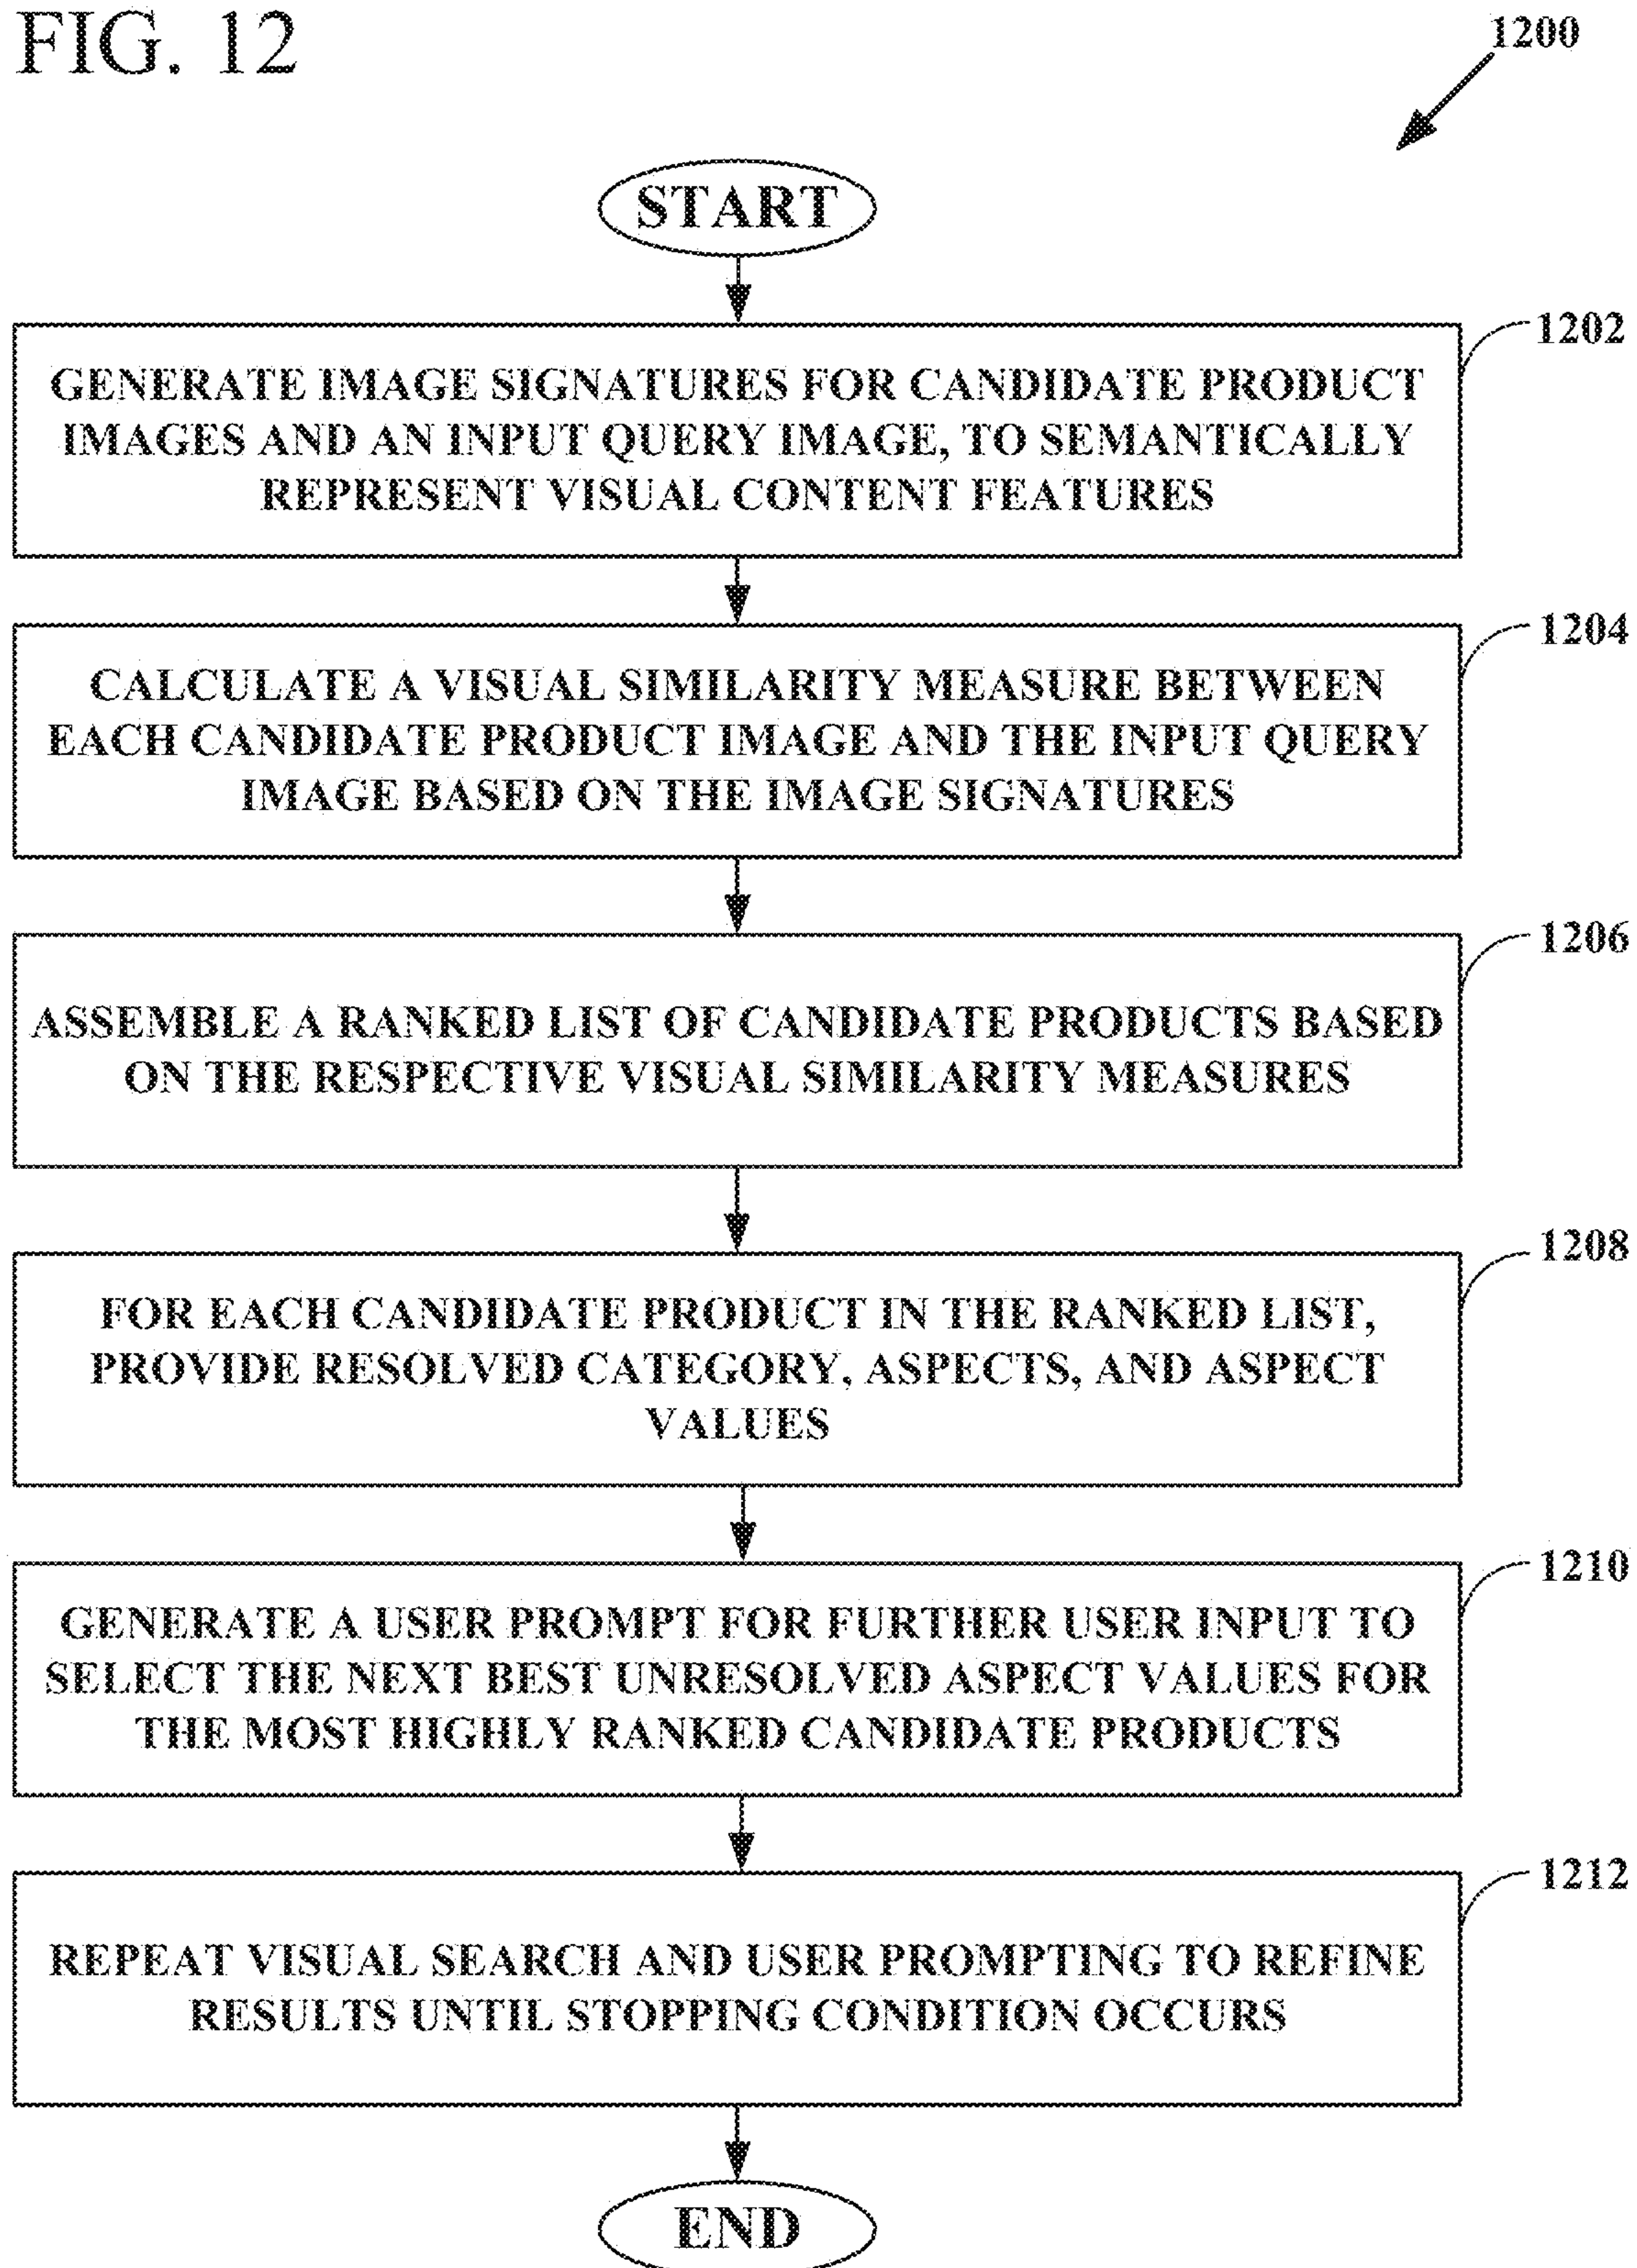 FIG. 12
1200
START
1202
GENERATE IMAGE SIGNATURES FOR CANDIDATE PRODUCT
IMAGES AND AN INPUT QUERY IMAGE, TO SEMANTICALLY
REPRESENT VISUAL CONTENT FEATURES
1204
CALCULATE A VISUAL SIMILARITY MEASURE BETWEEN
EACH CANDIDATE PRODUCT IMAGE AND THE INPUT QUERY
IMAGE BASED ON THE IMAGE SIGNATURES
1206
ASSEMBLE A RANKED LIST OF CANDIDATE PRODUCTS BASED
ON THE RESPECTIVE VISUAL SIMILARITY MEASURES
1208
FOR EACH CANDIDATE PRODUCT IN THE RANKED LIST,
PROVIDE RESOLVED CATEGORY, ASPECTS, AND ASPECT
VALUES
1210
GENERATE A USER PROMPT FOR FURTHER USER INPUT TO
SELECT THE NEXT BEST UNRESOLVED ASPECT VALUES FOR
THE MOST HIGHLY RANKED CANDIDATE PRODUCTS
1212
REPEAT VISUAL SEARCH AND USER PROMPTING TO REFINE
RESULTS UNTIL STOPPING CONDITION OCCURS
END